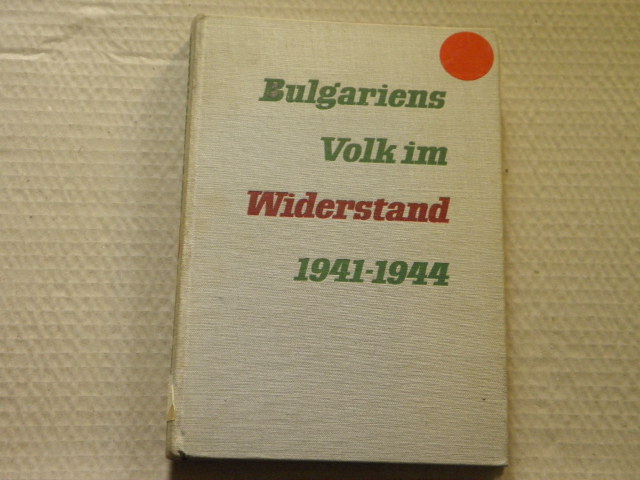 Bulgariens
Volk im
Widerstand
1941-1944